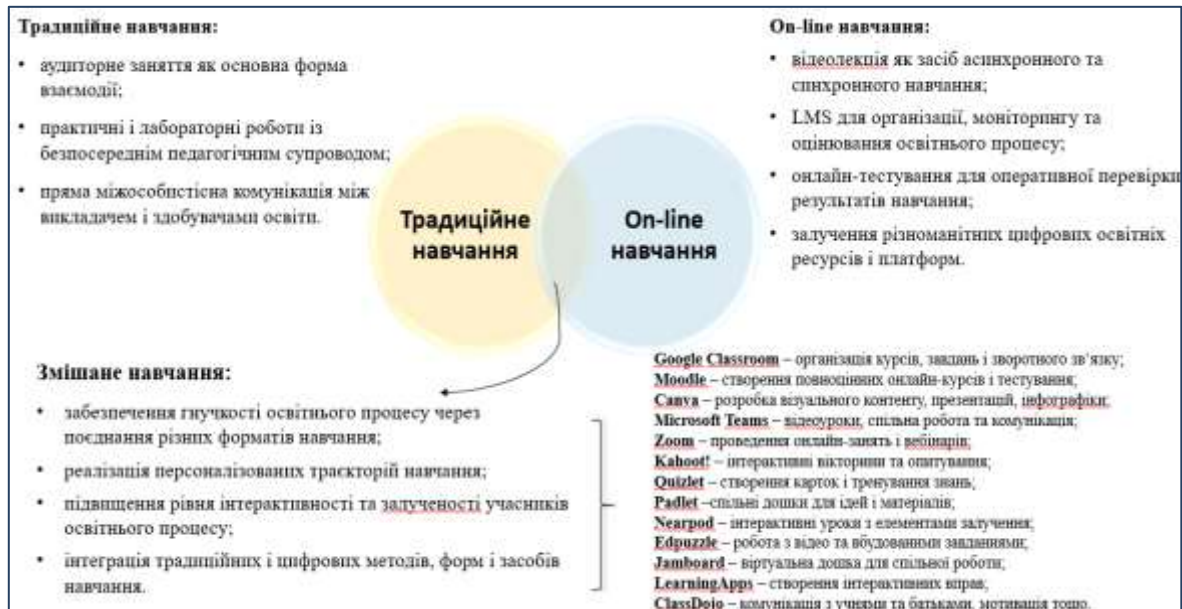 Традиційне навчання:
• аудиторне заняття як основна форма
взаємодії;
• практичні і лабораторні роботи із
безпосереднім педагогічним супроводом;
• пряма міжособистісна комунікація між
викладачем і здобувачами освіти.
On-line навчання:
• відеолекція як засіб асинхронного та
синхронного навчання;
• LMS для організації, моніторингу та
оцінювання освітнього процесу;
• онлайн-тестування для оперативної перевірки
результатів навчання;
• залучення різноманітних цифрових освітніх
ресурсів і платформ.
Традиційне
навчання
On-line
навчання
Змішане навчання:
• забезпечення гнучкості освітнього процесу через
поєднання різних форматів навчання;
• реалізація персоналізованих траєкторій навчання;
• підвищення рівня інтерактивності та залученості учасників
освітнього процесу;
• інтеграція традиційних і цифрових методів, форм і засобів
навчання.
Google Classroom – організація курсів, завдань і зворотного зв’язку;
Moodle – створення повноцінних онлайн-курсів і тестування;
Canva – розробка візуального контенту, презентацій, інфографіки;
Microsoft Teams – відеоуроки, спільна робота та комунікація;
Zoom – проведення онлайн-занять і вебінарів;
Kahoot! – інтерактивні вікторини та опитування;
Quizlet – створення карток і тренування знань;
Padlet –спільні дошки для ідей і матеріалів;
Nearpod – інтерактивні уроки з елементами залучення;
Edpuzzle – робота з відео та вбудованими завданнями;
Jamboard – віртуальна дошка для спільної роботи;
LearningApps – створення інтерактивних вправ;
ClassDojo – комунікація з учнями та батьками, мотивація тощо.